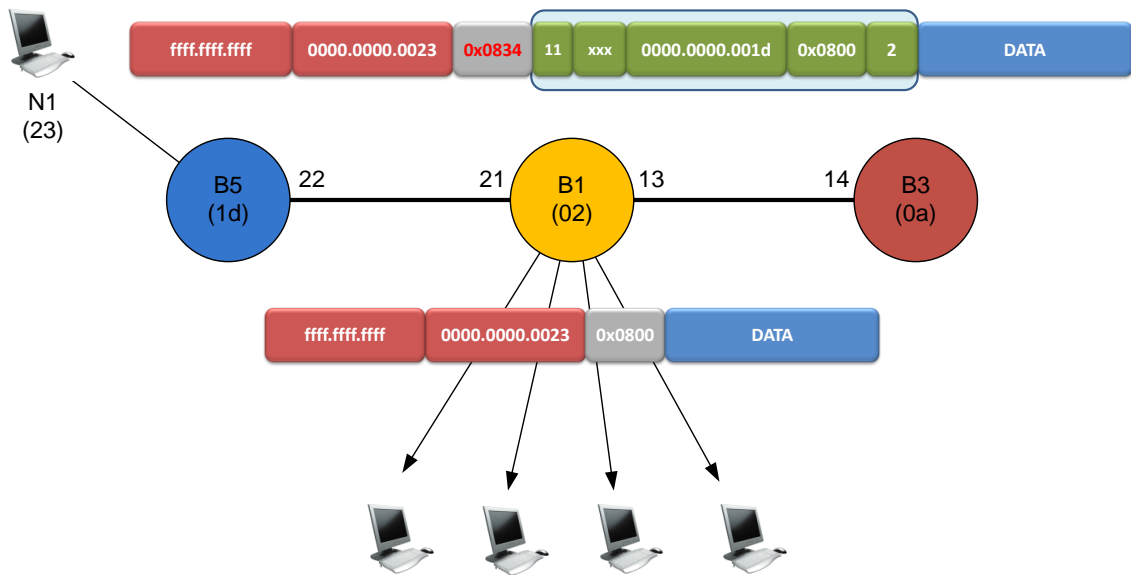 ffff.ffff.ffff 0000.0000.0023 0x0834 11 xxx 0000.0000.001d 0x0800 2 DATA
N1
(23)
B5
(1d)
22
21
B1
(02)
13
14
B3
(0a)
ffff.ffff.ffff 0000.0000.0023 0x0800 DATA